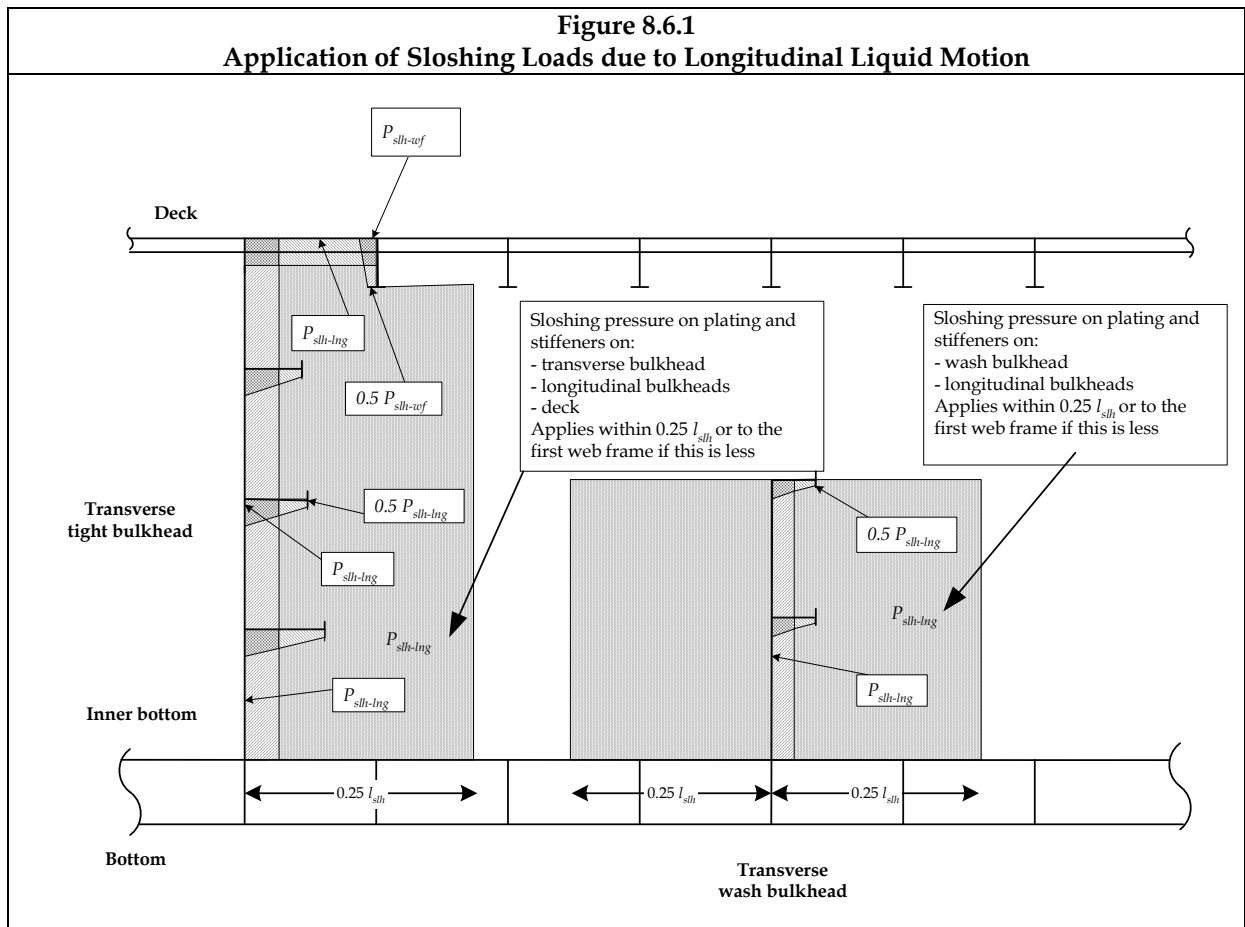 Figure 8.6.1
Application of Sloshing Loads due to Longitudinal Liquid Motion
P_slh-wf
Deck
P_slh-lng
0.5 P_slh-wf
Sloshing pressure on plating and
stiffeners on:
- transverse bulkhead
- longitudinal bulkheads
- deck
Applies within 0.25 l_slh or to the
first web frame if this is less
Sloshing pressure on plating and
stiffeners on:
- wash bulkhead
- longitudinal bulkheads
Applies within 0.25 l_slh or to the
first web frame if this is less
Transverse
tight bulkhead
0.5 P_slh-lng
P_slh-lng
0.5 P_slh-lng
P_slh-lng
P_slh-lng
P_slh-lng
P_slh-lng
Inner bottom
0.25 l_slh
0.25 l_slh
0.25 l_slh
Bottom
Transverse
wash bulkhead